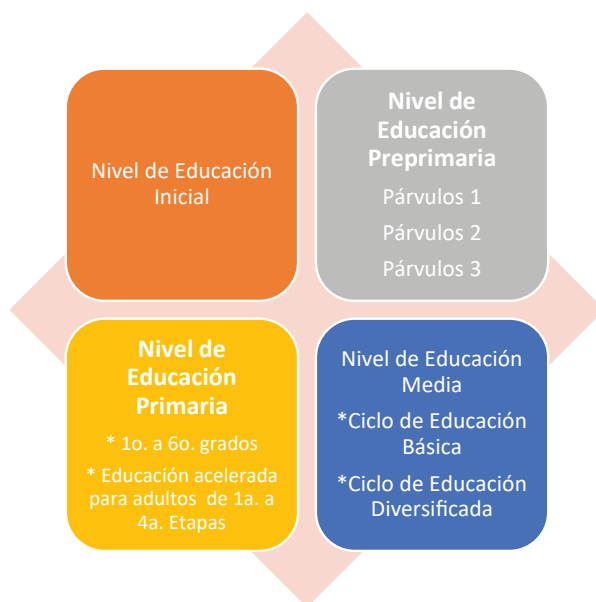 Nivel de Educación
Inicial
Nivel de
Educación
Preprimaria
Párvulos 1
Párvulos 2
Párvulos 3
Nivel de
Educación
Primaria
* 1o. a 6o. grados
* Educación acelerada
para adultos de 1a. a
4a. Etapas
Nivel de Educación
Media
*Ciclo de Educación
Básica
*Ciclo de Educación
Diversificada